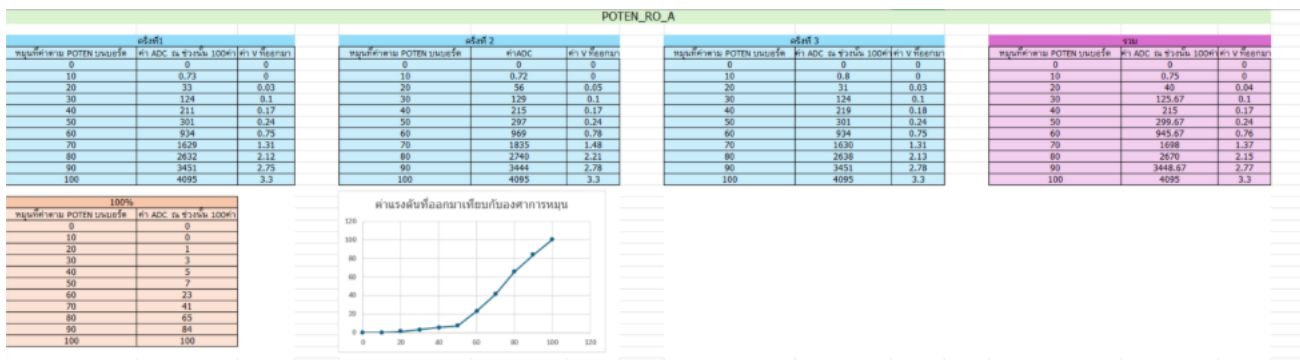 POTEN_RO_A
ครั้งที่1
หมุนที่ค่าตาม POTEN บนบอร์ด ค่า ADC ณ ช่วงนั้น 100ค่า ค่า V ที่ออกมา
0 0 0
10 0.73 0
20 33 0.03
30 124 0.1
40 211 0.17
50 301 0.24
60 934 0.75
70 1629 1.31
80 2632 2.12
90 3451 2.75
100 4095 3.3
ครั้งที่ 2
หมุนที่ค่าตาม POTEN บนบอร์ด ค่าADC ค่า V ที่ออกมา
0 0 0
10 0.72 0
20 56 0.05
30 129 0.1
40 215 0.17
50 297 0.24
60 969 0.78
70 1835 1.48
80 2740 2.21
90 3444 2.78
100 4095 3.3
ครั้งที่ 3
หมุนที่ค่าตาม POTEN บนบอร์ด ค่า ADC ณ ช่วงนั้น 100ค่า ค่า V ที่ออกมา
0 0 0
10 0.8 0
20 31 0.03
30 124 0.1
40 219 0.18
50 301 0.24
60 934 0.75
70 1630 1.31
80 2638 2.13
90 3451 2.78
100 4095 3.3
รวม
หมุนที่ค่าตาม POTEN บนบอร์ด ค่า ADC ณ ช่วงนั้น 100ค่า ค่า V ที่ออกมา
0 0 0
10 0.75 0
20 40 0.04
30 125.67 0.1
40 215 0.17
50 299.67 0.24
60 945.67 0.76
70 1698 1.37
80 2670 2.15
90 3448.67 2.77
100 4095 3.3
100%
หมุนที่ค่าตาม POTEN บนบอร์ด ค่า ADC ณ ช่วงนั้น 100ค่า
0 0
10 0
20 1
30 3
40 5
50 7
60 23
70 41
80 65
90 84
100 100
ค่าแรงดันที่ออกมาเทียบกับองศาการหมุน
120
100
80
60
40
20
0
0 20 40 60 80 100 120